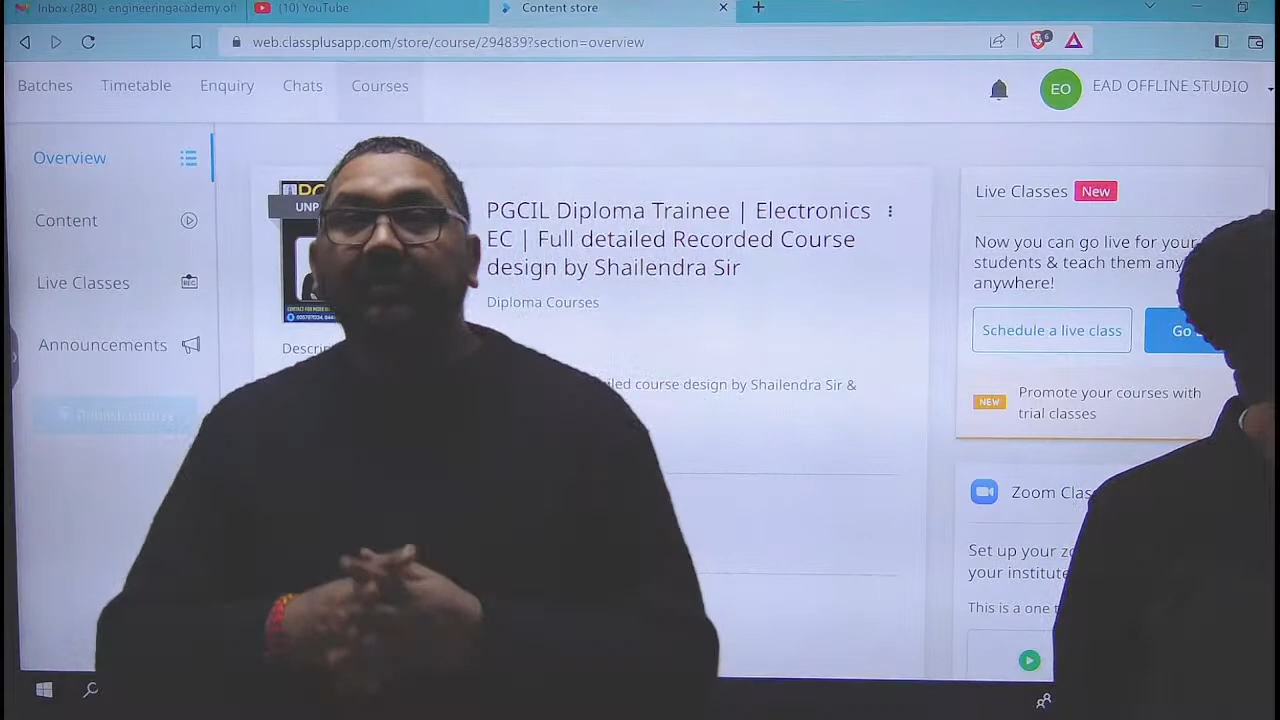 Inbox (280) - engineeringacademy.of
(10) YouTube
Content store
web.classplusapp.com/store/course/294839?section=overview
6
Batches
Timetable
Enquiry
Chats
Courses
EO
EAD OFFLINE STUDIO
Overview
Content
Live Classes
REC
Announcements
Publish course
UNP
PGCIL Diploma Trainee | Electronics
EC | Full detailed Recorded Course
design by Shailendra Sir
Diploma Courses
Descri
iled course design by Shailendra Sir &
Live Classes New
Now you can go live for your
students & teach them any
anywhere!
Schedule a live class
Go
NEW
Promote your courses with
trial classes
Zoom Clas
Set up your zo
your institute
This is a one t